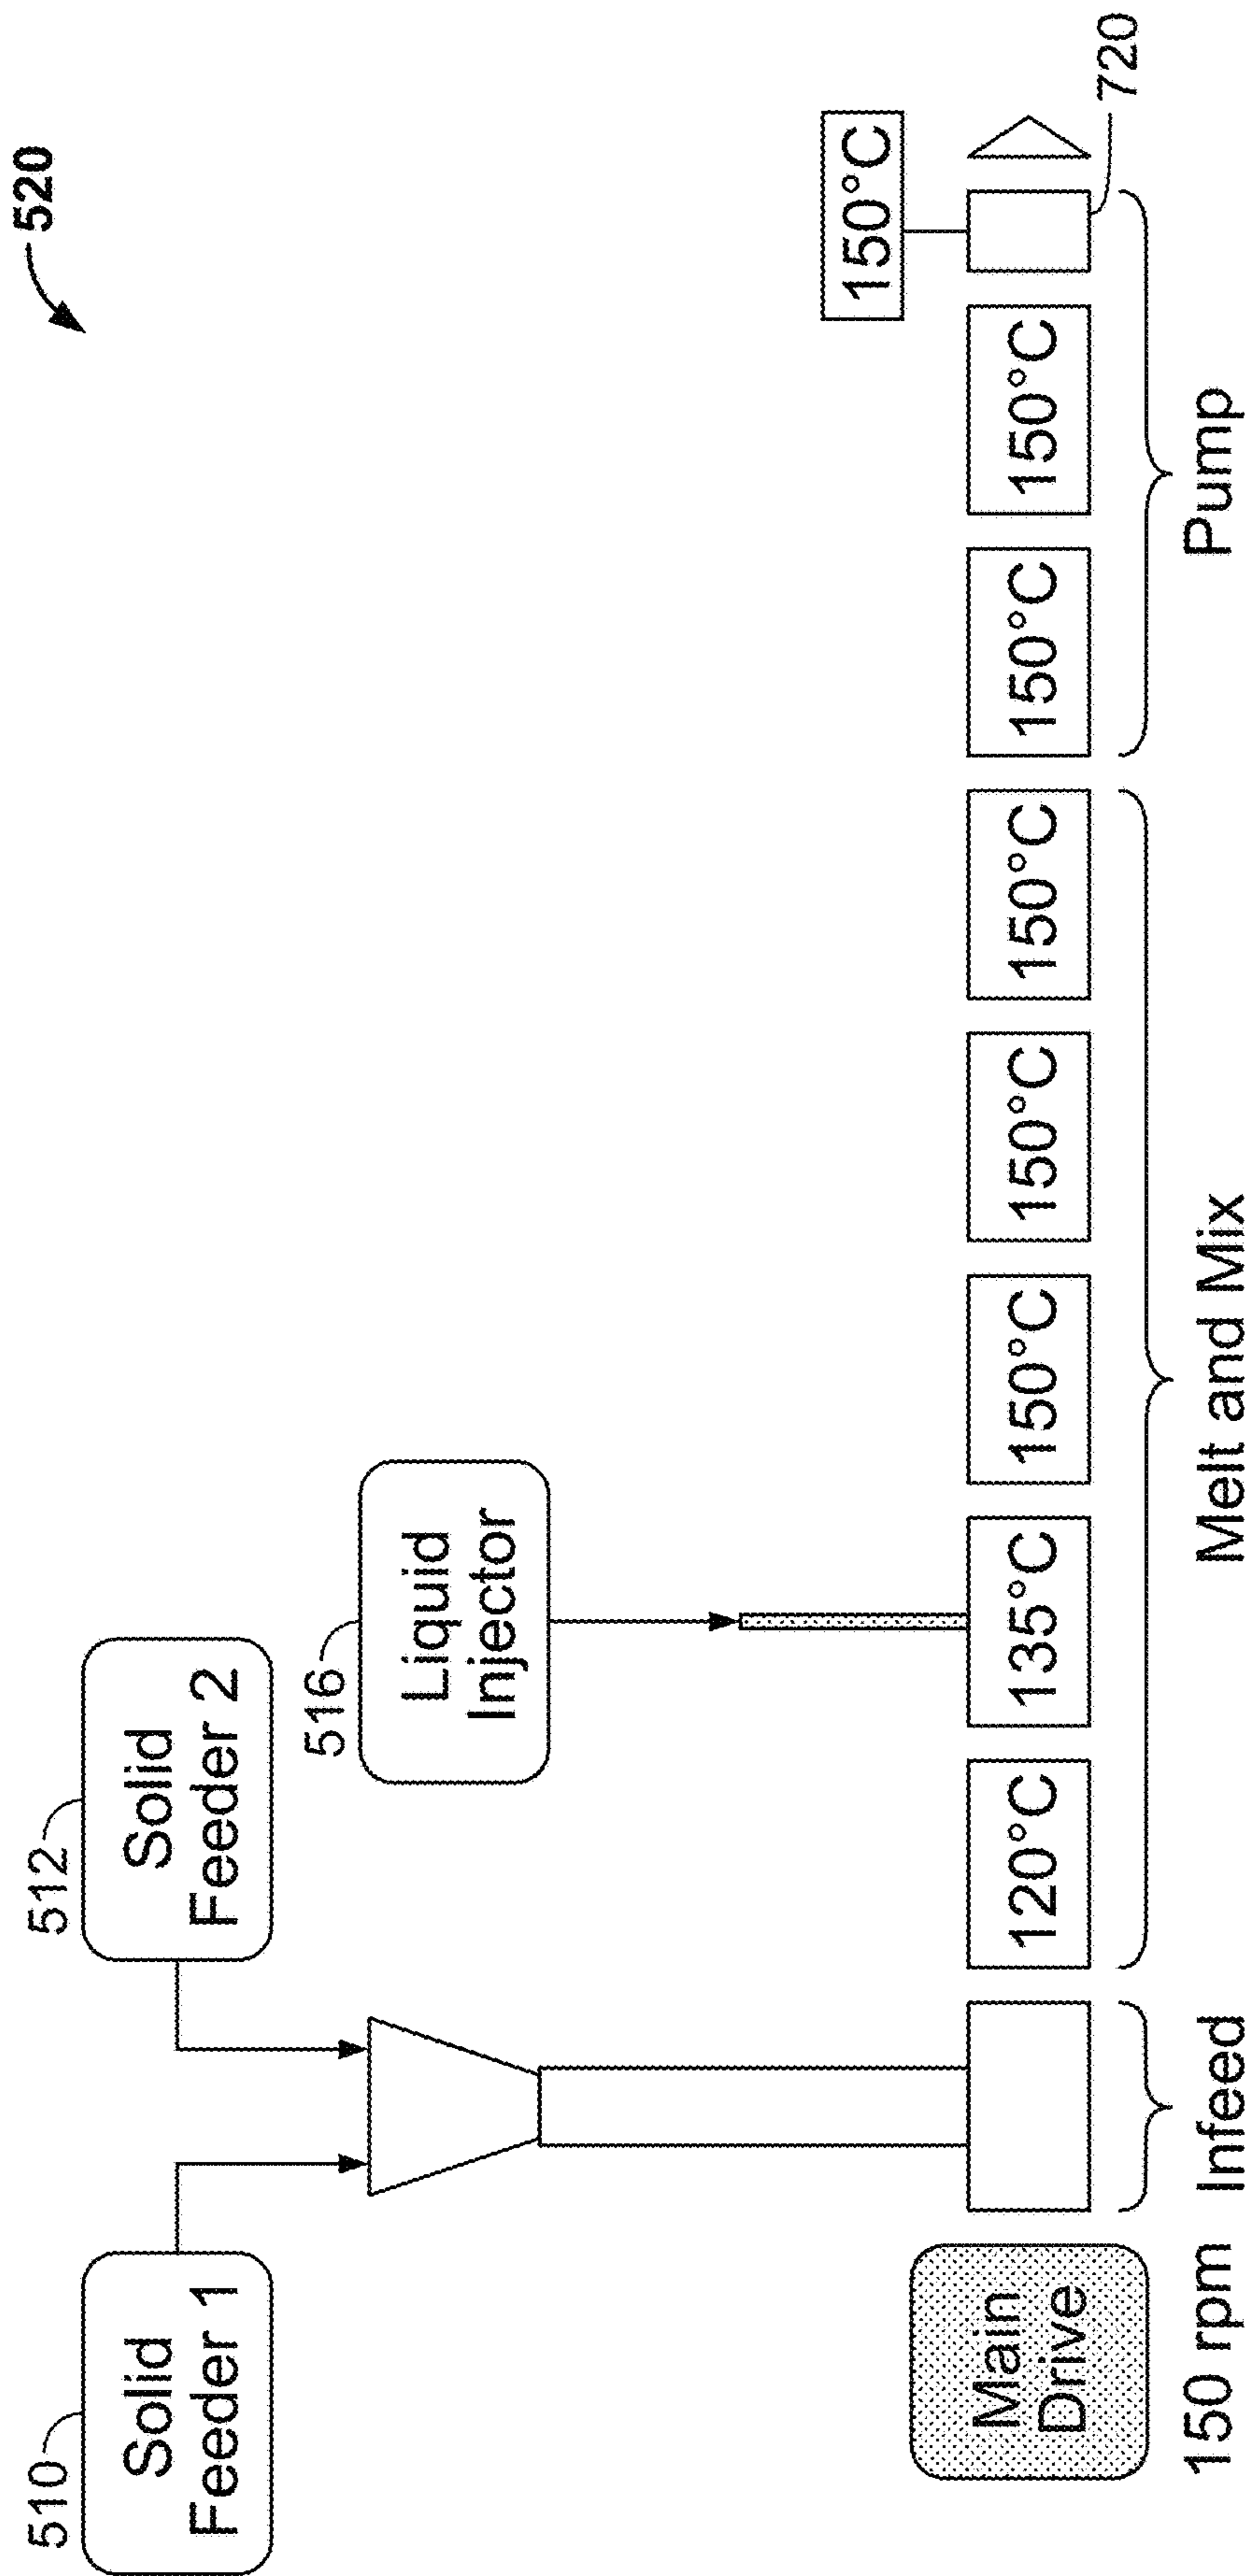 520
510
Solid
Feeder 1
512
Solid
Feeder 2
516
Liquid
Injector
Main
Drive
150 rpm
Infeed
120°C
135°C
150°C
150°C
150°C
Melt and Mix
150°C
150°C
150°C
Pump
720